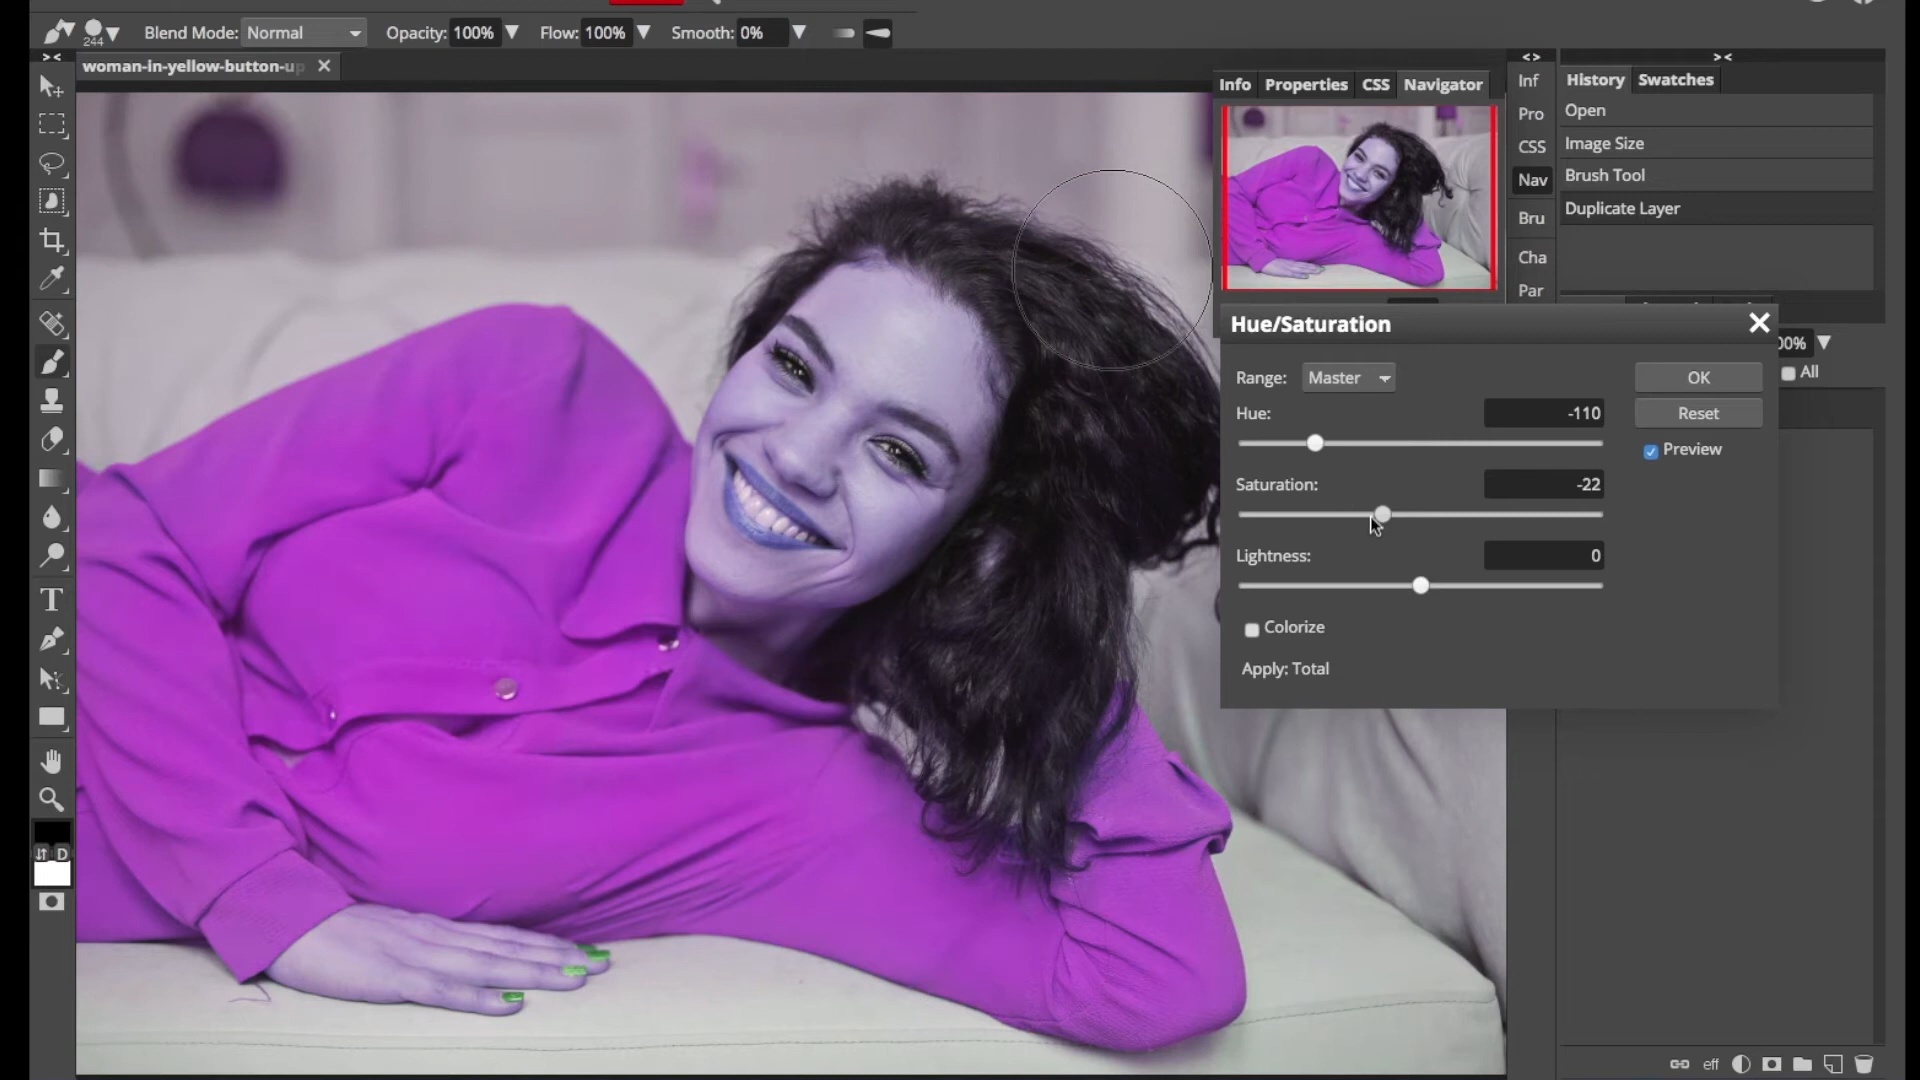 244 Blend Mode: Normal Opacity: 100% Flow: 100% Smooth: 0%
woman-in-yellow-button-up
Info Properties CSS Navigator
Inf
Pro
CSS
Nav
Bru
Cha
Par
History Swatches
Open
Image Size
Brush Tool
Duplicate Layer
All
Hue/Saturation
Range: Master
OK
Hue: -110
Reset
Preview
Saturation: -22
Lightness: 0
Colorize
Apply: Total
T
D
eff